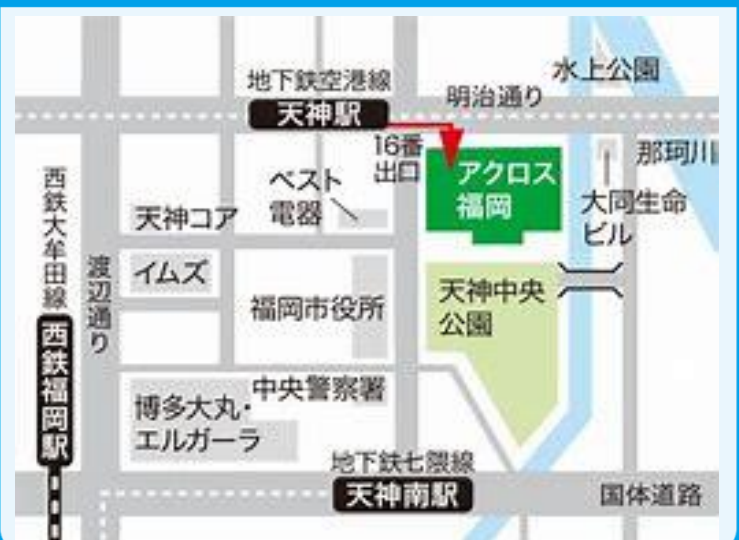 水上公園
地下鉄空港線
明治通り
天神駅
16番
出口
那珂川
アクロス
福岡
ベスト
電器
大同生命
ビル
西鉄大牟田線
天神コア
渡辺通り
イムズ
天神中央
公園
福岡市役所
西鉄福岡駅
中央警察署
博多大丸・
エルガーラ
地下鉄七隈線
天神南駅
国体道路